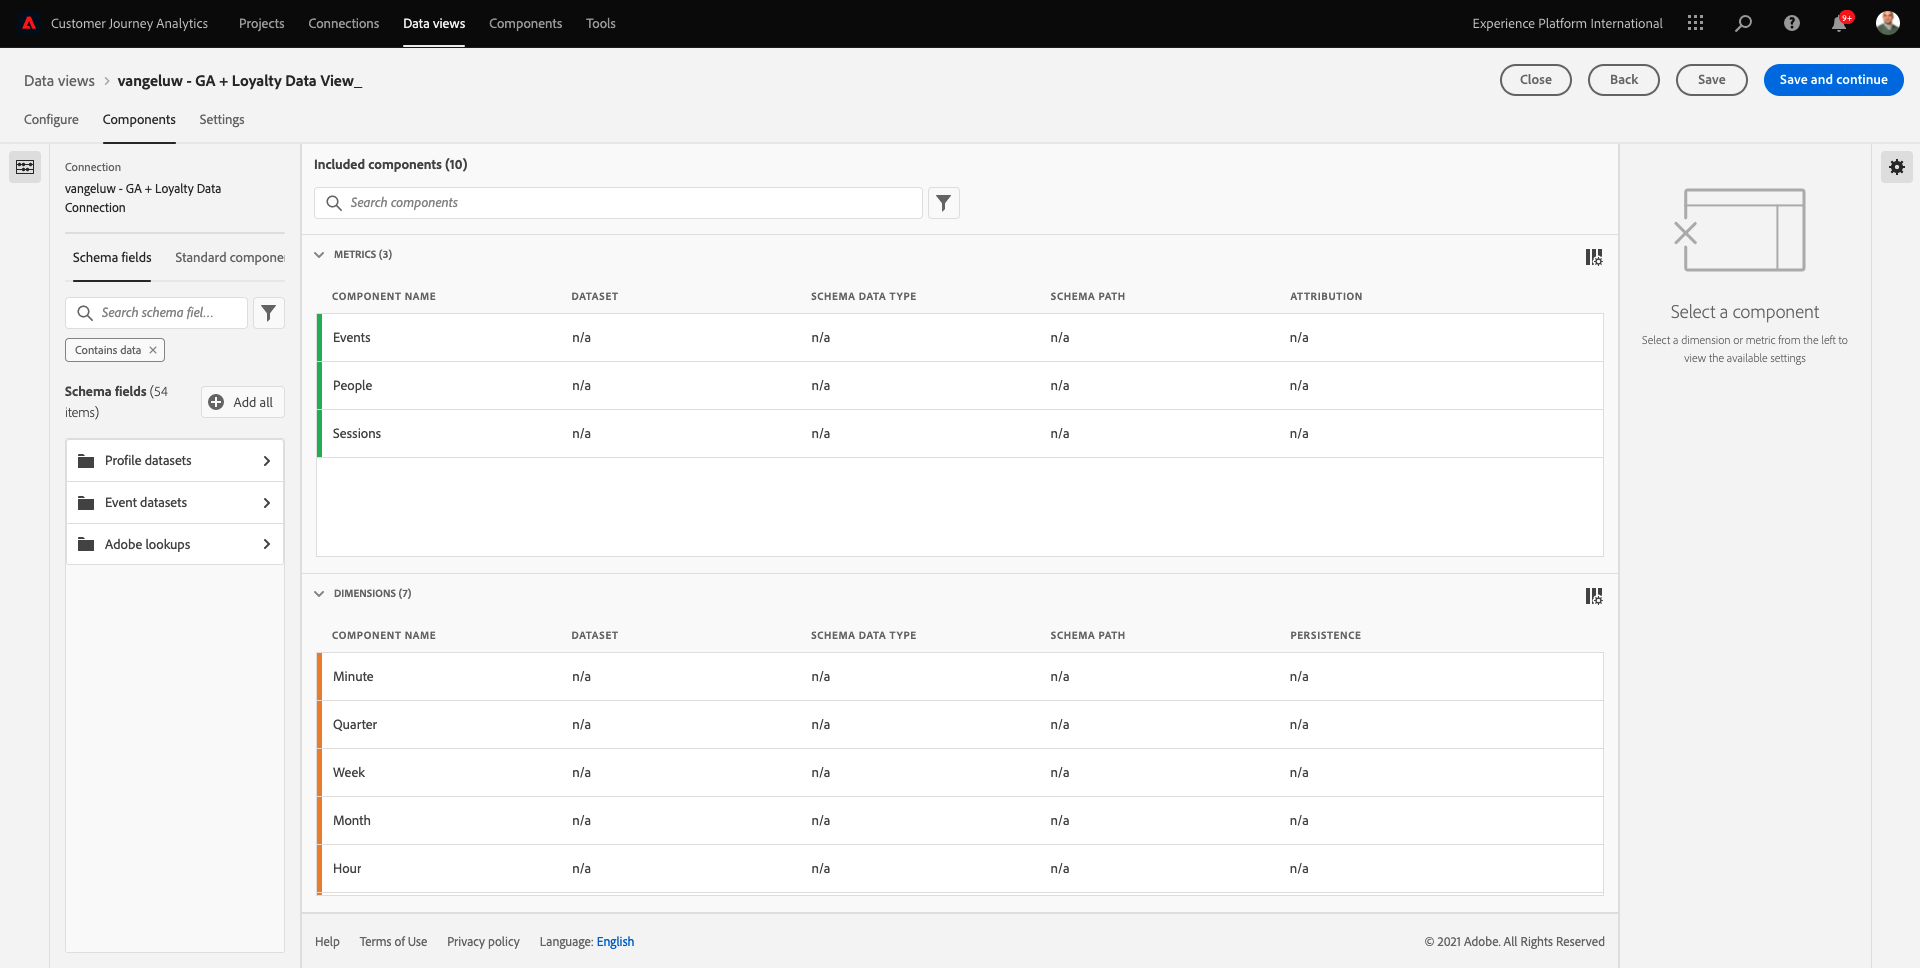 Customer Journey Analytics Projects Connections Data views Components Tools Experience Platform International 9+
Data views > vangeluw - GA + Loyalty Data View_ Close Back Save Save and continue
Configure Components Settings
Connection
vangeluw - GA + Loyalty Data
Connection
Schema fields Standard compone
Search schema fiel...
Contains data
Schema fields (54
items)
Add all
Profile datasets
Event datasets
Adobe lookups
Included components (10)
Search components
METRICS (3)
COMPONENT NAME DATASET SCHEMA DATA TYPE SCHEMA PATH ATTRIBUTION
Events n/a n/a n/a n/a
People n/a n/a n/a n/a
Sessions n/a n/a n/a n/a
DIMENSIONS (7)
COMPONENT NAME DATASET SCHEMA DATA TYPE SCHEMA PATH PERSISTENCE
Minute n/a n/a n/a n/a
Quarter n/a n/a n/a n/a
Week n/a n/a n/a n/a
Month n/a n/a n/a n/a
Hour n/a n/a n/a n/a
Select a component
Select a dimension or metric from the left to
view the available settings
Help Terms of Use Privacy policy Language: English © 2021 Adobe. All Rights Reserved